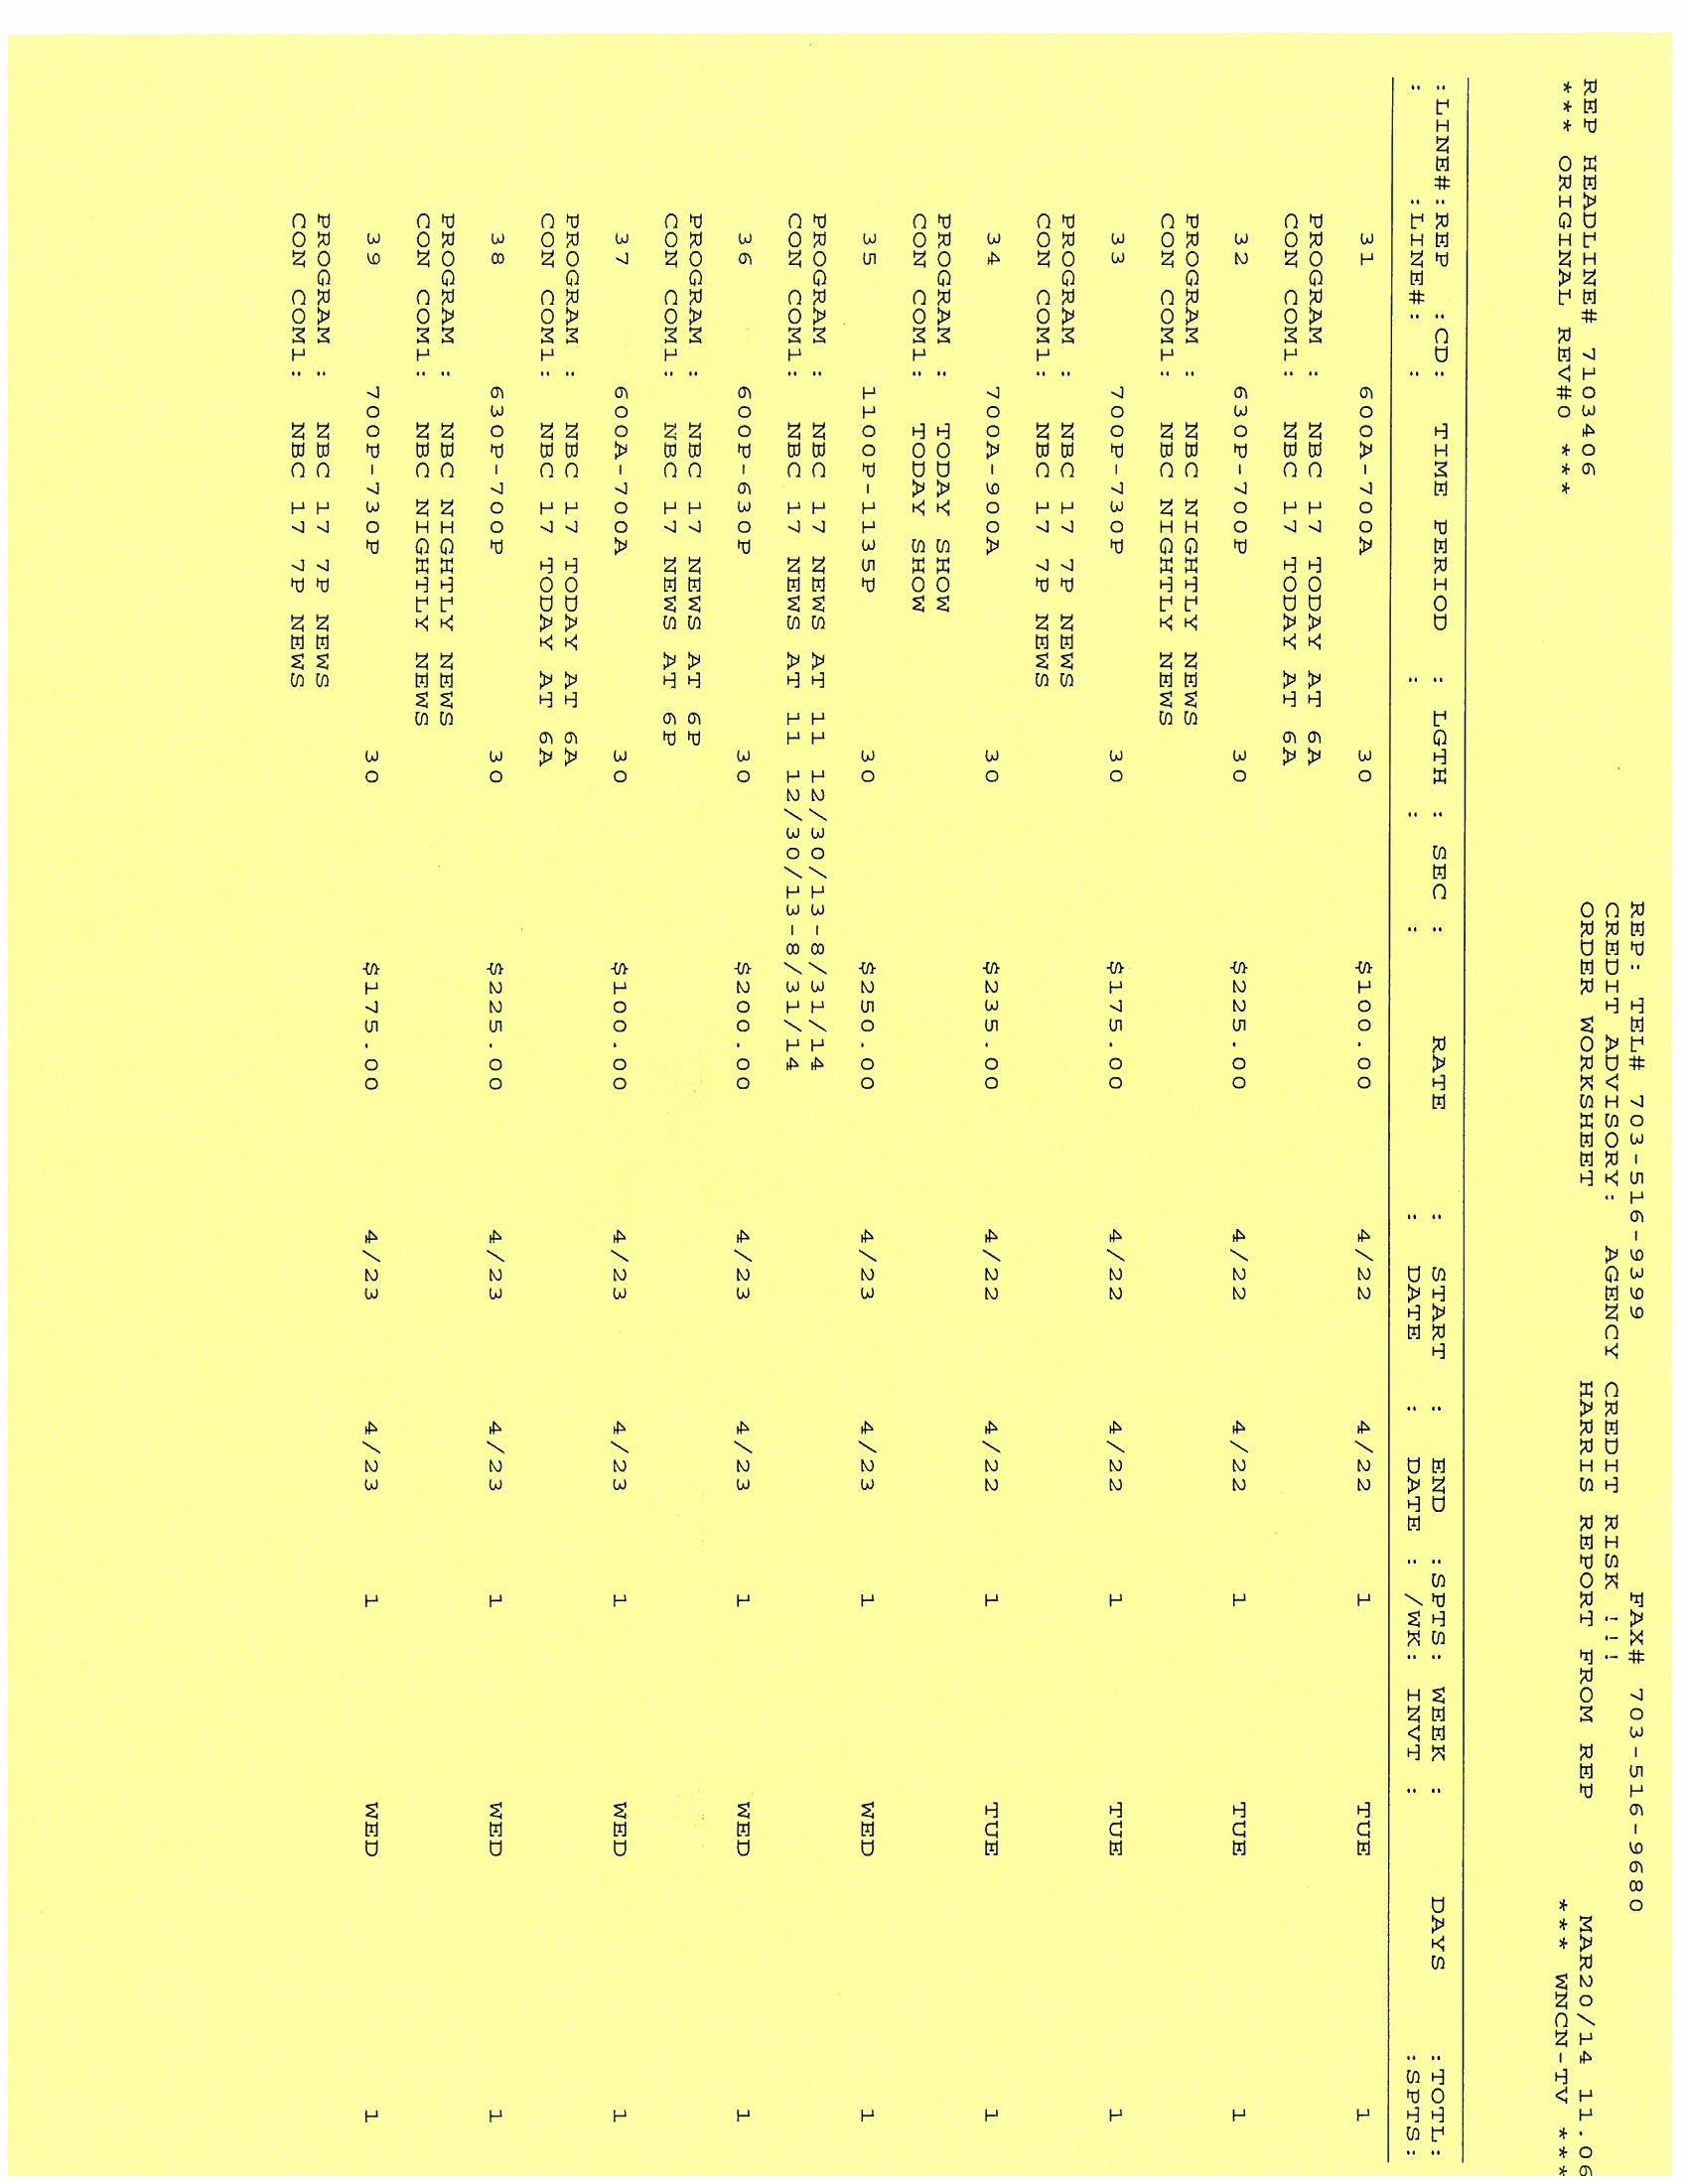 REP: TEL# 703-516-9399 FAX# 703-516-9680
CREDIT ADVISORY: AGENCY CREDIT RISK !!!
REP HEADLINE# 7103406 ORDER WORKSHEET HARRIS REPORT FROM REP MAR20/14 11.06
*** ORIGINAL REV#0 *** *** WNCN-TV ***
:LINE#:REP :CD: TIME PERIOD : LGTH : SEC : RATE : START : END :SPTS: WEEK : DAYS :TOTL:
: :LINE#: : : : : : DATE : DATE : /WK: INVT : :SPTS:
31 600A-700A 30 $100.00 4/22 4/22 1 TUE 1
PROGRAM : NBC 17 TODAY AT 6A
CON COM1: NBC 17 TODAY AT 6A
32 630P-700P 30 $225.00 4/22 4/22 1 TUE 1
PROGRAM : NBC NIGHTLY NEWS
CON COM1: NBC NIGHTLY NEWS
33 700P-730P 30 $175.00 4/22 4/22 1 TUE 1
PROGRAM : NBC 17 7P NEWS
CON COM1: NBC 17 7P NEWS
34 700A-900A 30 $235.00 4/22 4/22 1 TUE 1
PROGRAM : TODAY SHOW
CON COM1: TODAY SHOW
35 1100P-1135P 30 $250.00 4/23 4/23 1 WED 1
PROGRAM : NBC 17 NEWS AT 11 12/30/13-8/31/14
CON COM1: NBC 17 NEWS AT 11 12/30/13-8/31/14
36 600P-630P 30 $200.00 4/23 4/23 1 WED 1
PROGRAM : NBC 17 NEWS AT 6P
CON COM1: NBC 17 NEWS AT 6P
37 600A-700A 30 $100.00 4/23 4/23 1 WED 1
PROGRAM : NBC 17 TODAY AT 6A
CON COM1: NBC 17 TODAY AT 6A
38 630P-700P 30 $225.00 4/23 4/23 1 WED 1
PROGRAM : NBC NIGHTLY NEWS
CON COM1: NBC NIGHTLY NEWS
39 700P-730P 30 $175.00 4/23 4/23 1 WED 1
PROGRAM : NBC 17 7P NEWS
CON COM1: NBC 17 7P NEWS